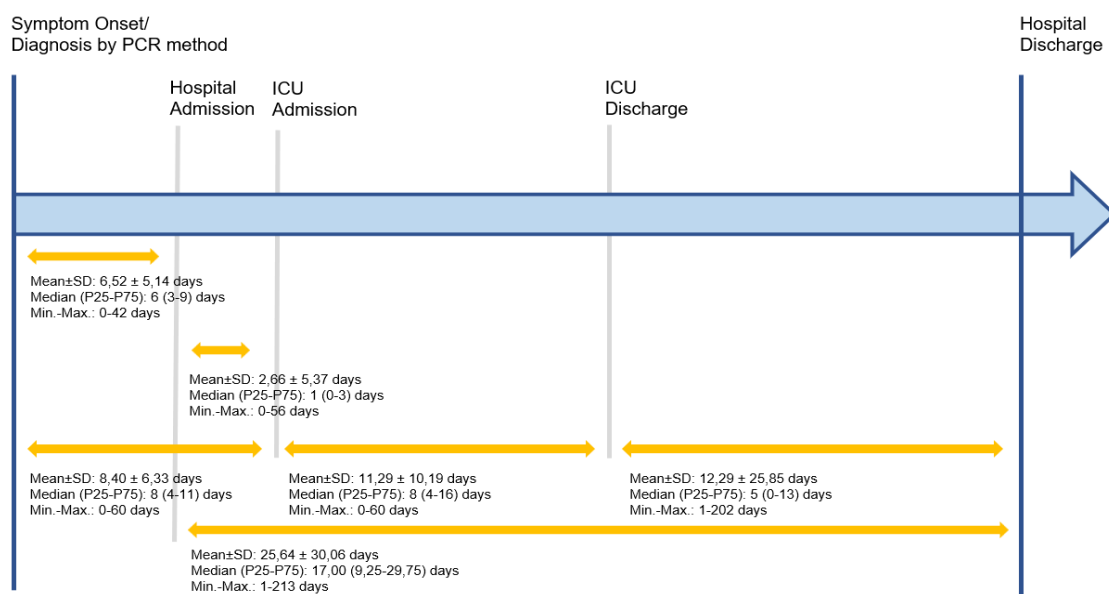 Symptom Onset/
Diagnosis by PCR method
Hospital
Admission
ICU
Admission
ICU
Discharge
Hospital
Discharge
Mean±SD: 6,52 ± 5,14 days
Median (P25-P75): 6 (3-9) days
Min.-Max.: 0-42 days
Mean±SD: 2,66 ± 5,37 days
Median (P25-P75): 1 (0-3) days
Min.-Max.: 0-56 days
Mean±SD: 8,40 ± 6,33 days
Median (P25-P75): 8 (4-11) days
Min.-Max.: 0-60 days
Mean±SD: 11,29 ± 10,19 days
Median (P25-P75): 8 (4-16) days
Min.-Max.: 0-60 days
Mean±SD: 12,29 ± 25,85 days
Median (P25-P75): 5 (0-13) days
Min.-Max.: 1-202 days
Mean±SD: 25,64 ± 30,06 days
Median (P25-P75): 17,00 (9,25-29,75) days
Min.-Max.: 1-213 days